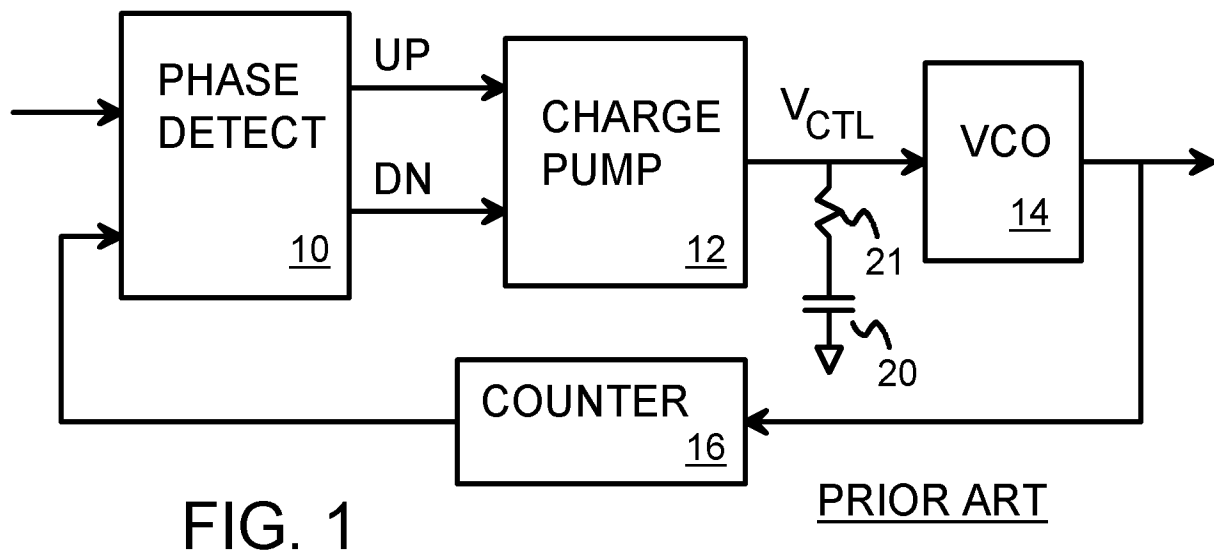 PHASE
DETECT
10
UP
DN
CHARGE
PUMP
12
VCTL
21
20
VCO
14
COUNTER
16
FIG. 1
PRIOR ART